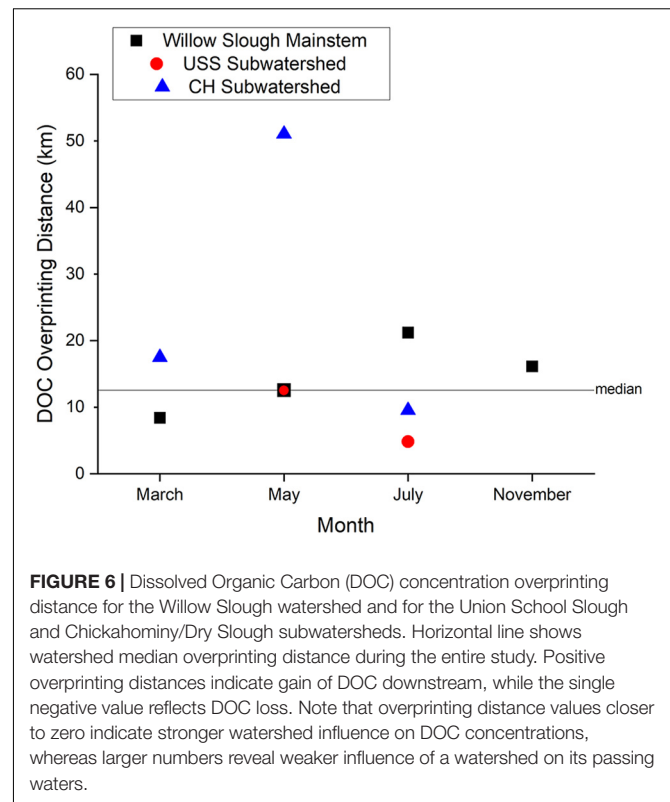 Willow Slough Mainstem
USS Subwatershed
CH Subwatershed
60
50
40
30
20
10
0
DOC Overprinting Distance (km)
median
March May July November
Month
FIGURE 6 | Dissolved Organic Carbon (DOC) concentration overprinting
distance for the Willow Slough watershed and for the Union School Slough
and Chickahominy/Dry Slough subwatersheds. Horizontal line shows
watershed median overprinting distance during the entire study. Positive
overprinting distances indicate gain of DOC downstream, while the single
negative value reflects DOC loss. Note that overprinting distance values closer
to zero indicate stronger watershed influence on DOC concentrations,
whereas larger numbers reveal weaker influence of a watershed on its passing
waters.